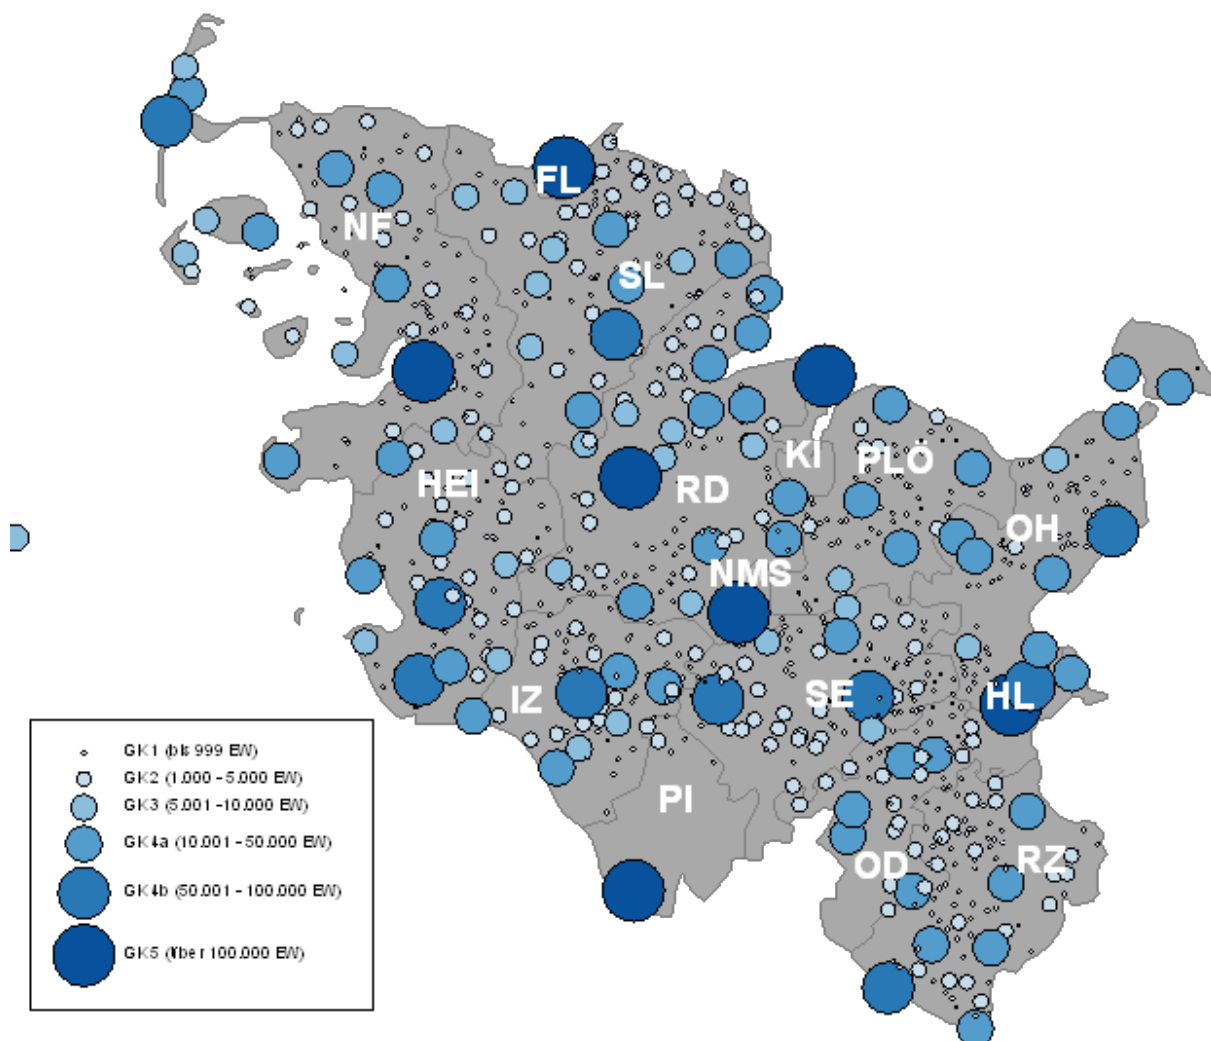 FL
NF
SL
KI
PLÖ
HEI
RD
OH
NMS
IZ
SE
HL
PI
OD
RZ
GK1 (bis 999 EW)
GK2 (1.000 - 5.000 EW)
GK3 (5.001 - 10.000 EW)
GK4a (10.001 - 50.000 EW)
GK4b (50.001 - 100.000 EW)
GK5 (über 100.000 EW)